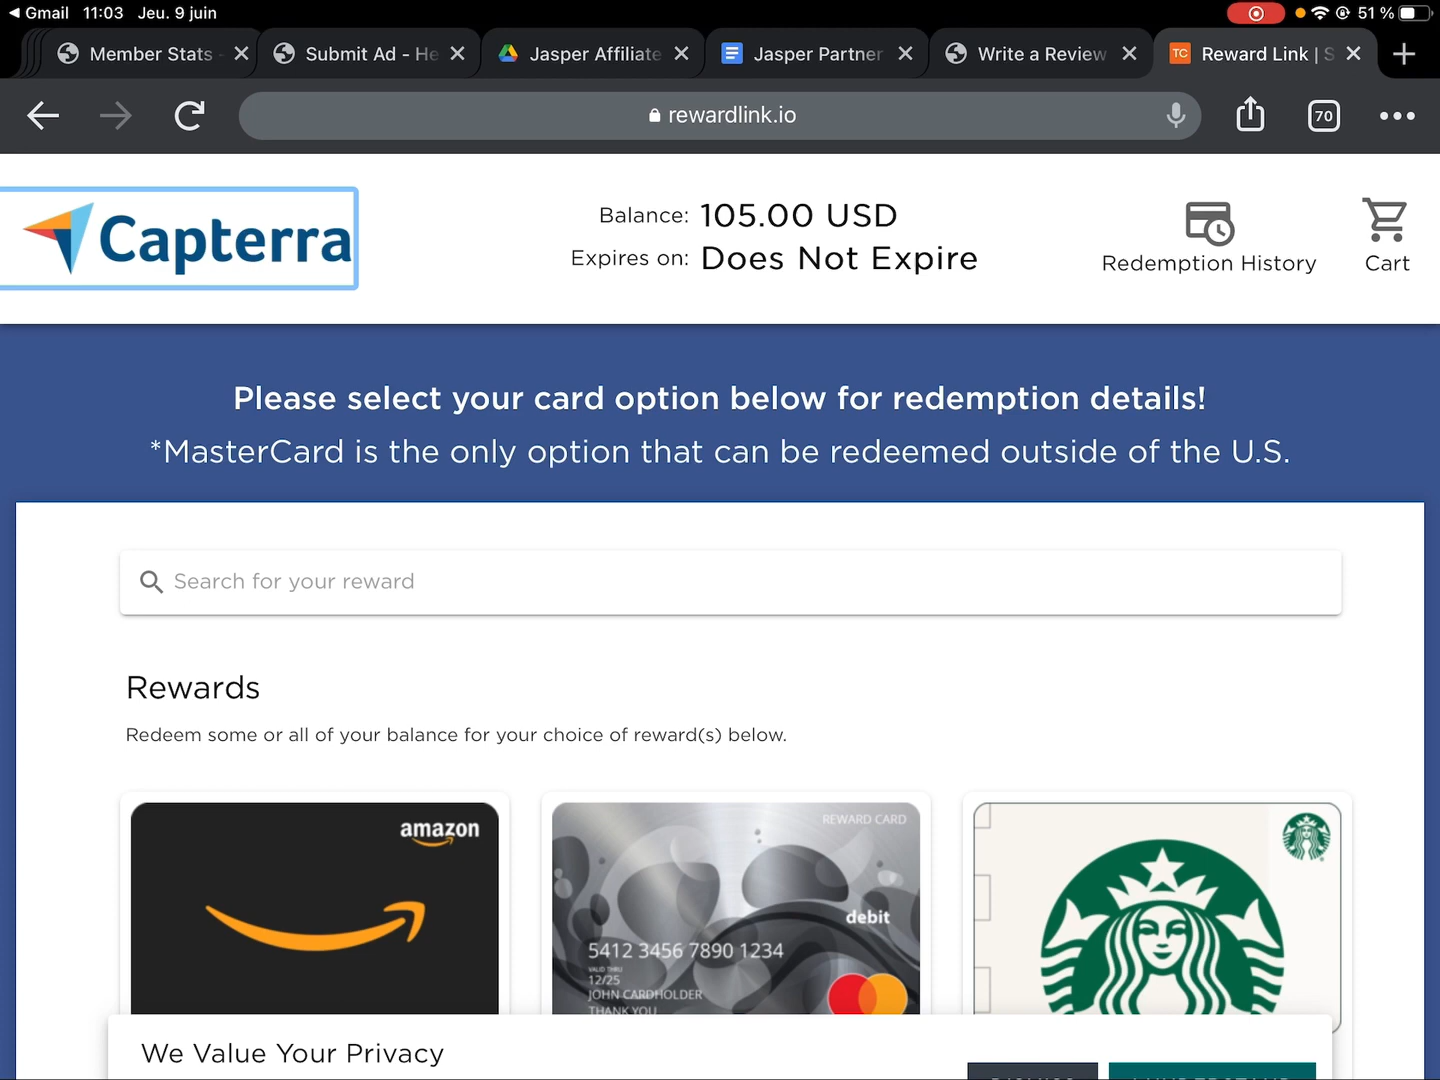 Gmail 11:03 Jeu. 9 juin 51 %
Member Stats - Submit Ad - He Jasper Affiliate Jasper Partner Write a Review TC Reward Link | S
rewardlink.io 70
Capterra
Balance: 105.00 USD
Expires on: Does Not Expire
Redemption History
Cart
Please select your card option below for redemption details!
*MasterCard is the only option that can be redeemed outside of the U.S.
Search for your reward
Rewards
Redeem some or all of your balance for your choice of reward(s) below.
amazon
REWARD CARD
debit
5412 3456 7890 1234
VALID THRU
12/25
JOHN CARDHOLDER
THANK YOU
We Value Your Privacy